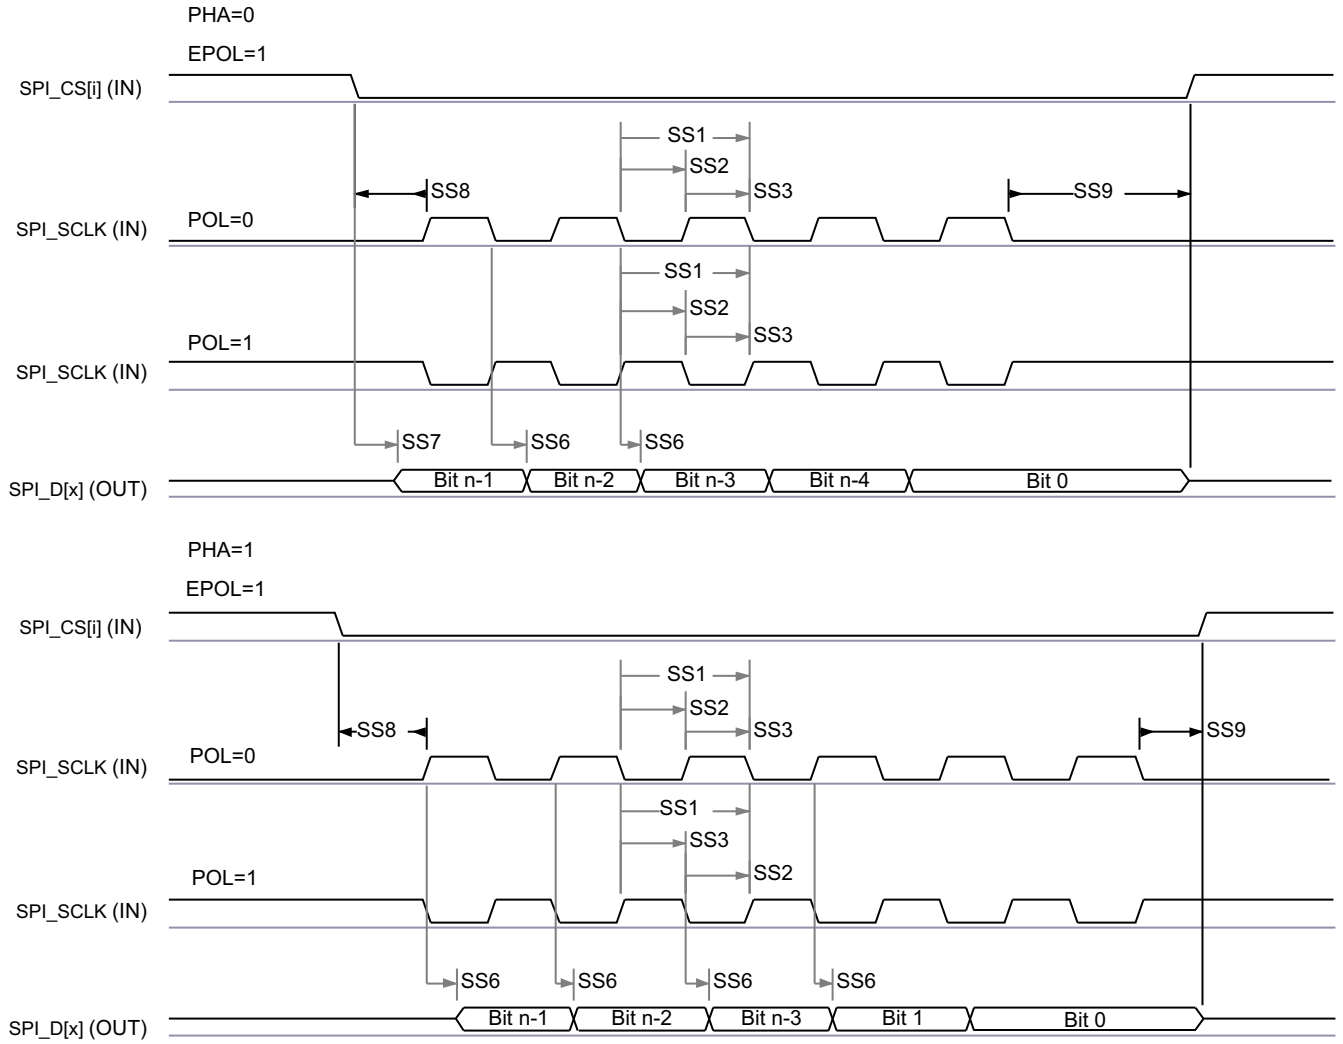 PHA=0
EPOL=1
SPI_CS[i] (IN)
SS1
SS2
SS8
SS3
SS9
POL=0
SPI_SCLK (IN)
SS1
SS2
SS3
POL=1
SPI_SCLK (IN)
SS7 SS6 SS6
SPI_D[x] (OUT) Bit n-1 Bit n-2 Bit n-3 Bit n-4 Bit 0
PHA=1
EPOL=1
SPI_CS[i] (IN)
SS1
SS2
SS8 SS3 SS9
POL=0
SPI_SCLK (IN)
SS1
SS3
SS2
POL=1
SPI_SCLK (IN)
SS6 SS6 SS6 SS6
SPI_D[x] (OUT) Bit n-1 Bit n-2 Bit n-3 Bit 1 Bit 0